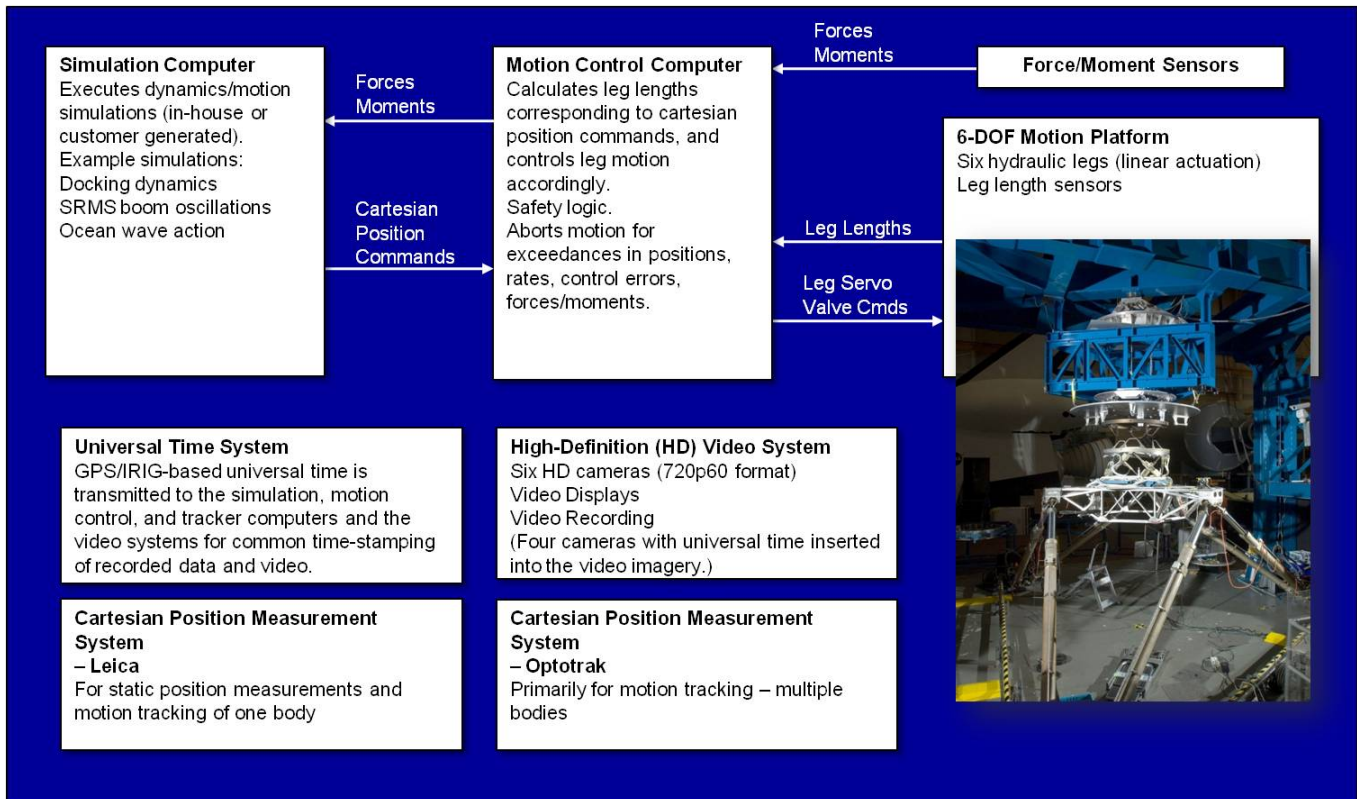 Simulation Computer
Executes dynamics/motion
simulations (in-house or
customer generated).
Example simulations:
Docking dynamics
SRMS boom oscillations
Ocean wave action
Forces
Moments
Cartesian
Position
Commands
Motion Control Computer
Calculates leg lengths
corresponding to cartesian
position commands, and
controls leg motion
accordingly.
Safety logic.
Aborts motion for
exceedances in positions,
rates, control errors,
forces/moments.
Forces
Moments
Force/Moment Sensors
Leg Lengths
Leg Servo
Valve Cmds
6-DOF Motion Platform
Six hydraulic legs (linear actuation)
Leg length sensors
Universal Time System
GPS/IRIG-based universal time is
transmitted to the simulation, motion
control, and tracker computers and the
video systems for common time-stamping
of recorded data and video.
High-Definition (HD) Video System
Six HD cameras (720p60 format)
Video Displays
Video Recording
(Four cameras with universal time inserted
into the video imagery.)
Cartesian Position Measurement
System
– Leica
For static position measurements and
motion tracking of one body
Cartesian Position Measurement
System
– Optotrak
Primarily for motion tracking – multiple
bodies